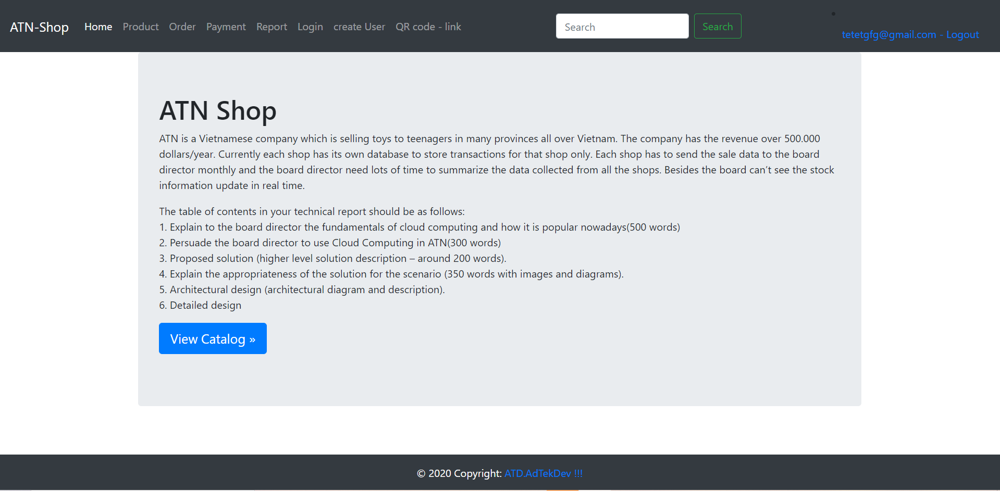 ATN-Shop Home Product Order Payment Report Login create User QR code - link Search Search
tetetgfg@gmail.com - Logout
ATN Shop
ATN is a Vietnamese company which is selling toys to teenagers in many provinces all over Vietnam. The company has the revenue over 500.000
dollars/year. Currently each shop has its own database to store transactions for that shop only. Each shop has to send the sale data to the board
director monthly and the board director need lots of time to summarize the data collected from all the shops. Besides the board can’t see the stock
information update in real time.
The table of contents in your technical report should be as follows:
1. Explain to the board director the fundamentals of cloud computing and how it is popular nowadays(500 words)
2. Persuade the board director to use Cloud Computing in ATN(300 words)
3. Proposed solution (higher level solution description – around 200 words).
4. Explain the appropriateness of the solution for the scenario (350 words with images and diagrams).
5. Architectural design (architectural diagram and description).
6. Detailed design
View Catalog »
© 2020 Copyright: ATD.AdTekDev !!!